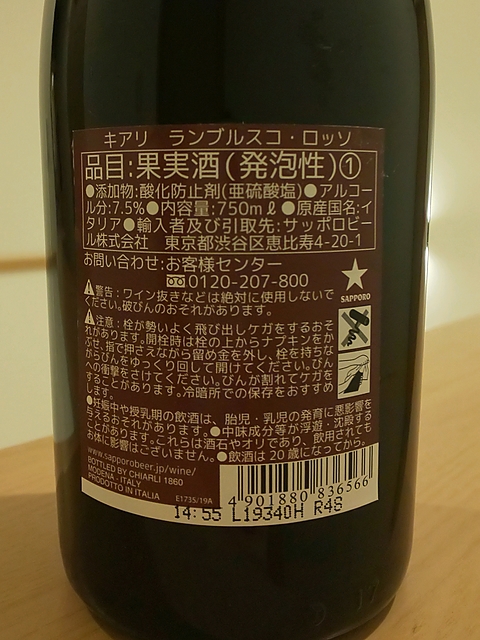 キアリ ランブルスコ・ロッソ
品目:果実酒(発泡性)①
●添加物:酸化防止剤(亜硫酸塩)●アルコー
ル分:7.5%●内容量:750mℓ●原産国名:イ
タリア●輸入者及び引取先:サッポロビー
ル株式会社 東京都渋谷区恵比寿4-20-1
お問い合わせ:お客様センター
0120-207-800
SAPPORO
警告:ワイン抜きなどは絶対に使用しないで
ください。破びんのおそれがあります。
注意:栓が勢いよく飛び出しケガをするおそ
れがあります。開栓時は栓の上からナプキンをか
ぶせ、指で押さえながら留め金を外し、栓を持ちな
がらびんをゆっくり回して開けてください。びん
への衝撃をさけてください。びんが割れてケガを
することがあります。冷暗所での保存をおすすめ
します。
●妊娠中や授乳期の飲酒は、胎児・乳児の発育に悪影響を
与えるおそれがあります。●中味成分等が浮遊・沈殿する
ことがあります。これらは酒石やオリであり、飲用されても
お体に影響はございません。●飲酒は20歳になってから。
www.sapporobeer.jp/wine/
BOTTLED BY CHIARLI 1860
MODENA - ITALY
PRODOTTO IN ITALIA
E1735/19A
4 901880 836566
14:55 L19340H R48